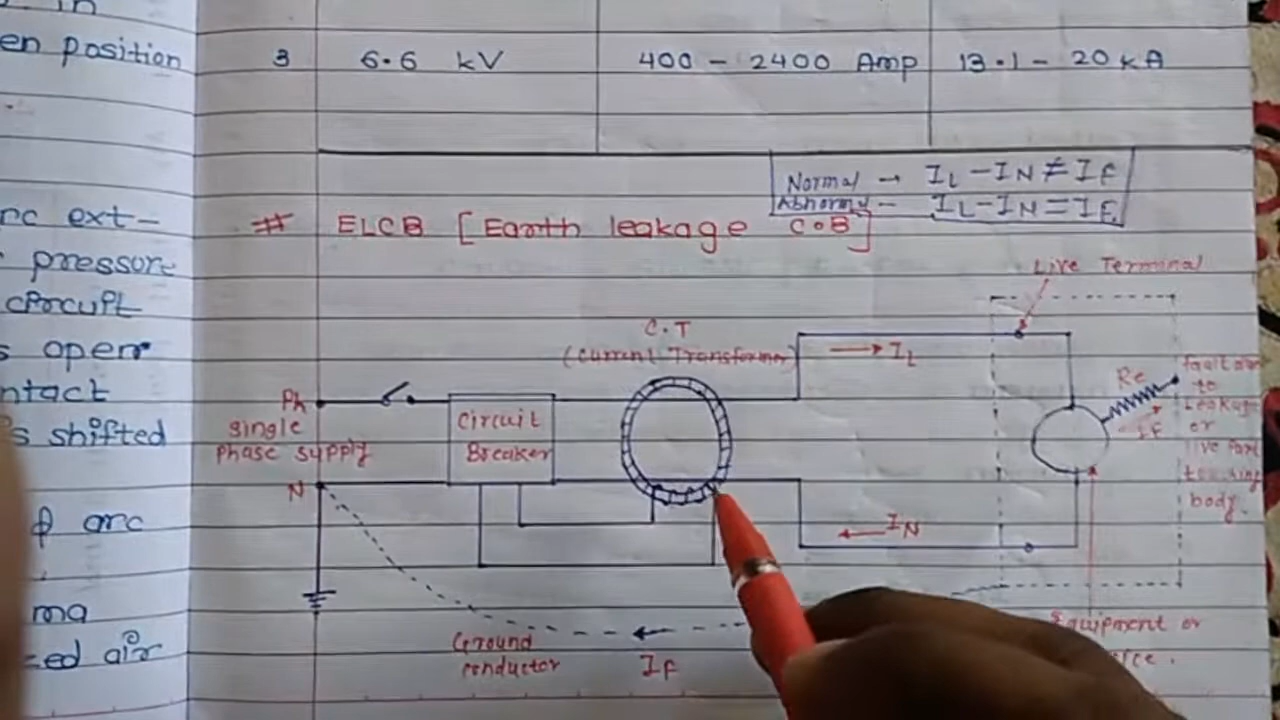 en position
3 6.6 kV 400 - 2400 Amp 13.1 - 20 kA
Normal → IL - IN ≠ IF
IL - IN = IF
# ELCB [Earth leakage C.B]
rc ext-
pressure
circuit
s open
ntact
s shifted
of arc
ma
sed air
Live Terminal
C.T
(Current Transformer)
→ IL
Ph
single
phase supply
N
Circuit
Breaker
Re
IF
fault due
to
Leakage
or
live part
touching
body.
← IN
Ground
conductor
IF
Equipment or